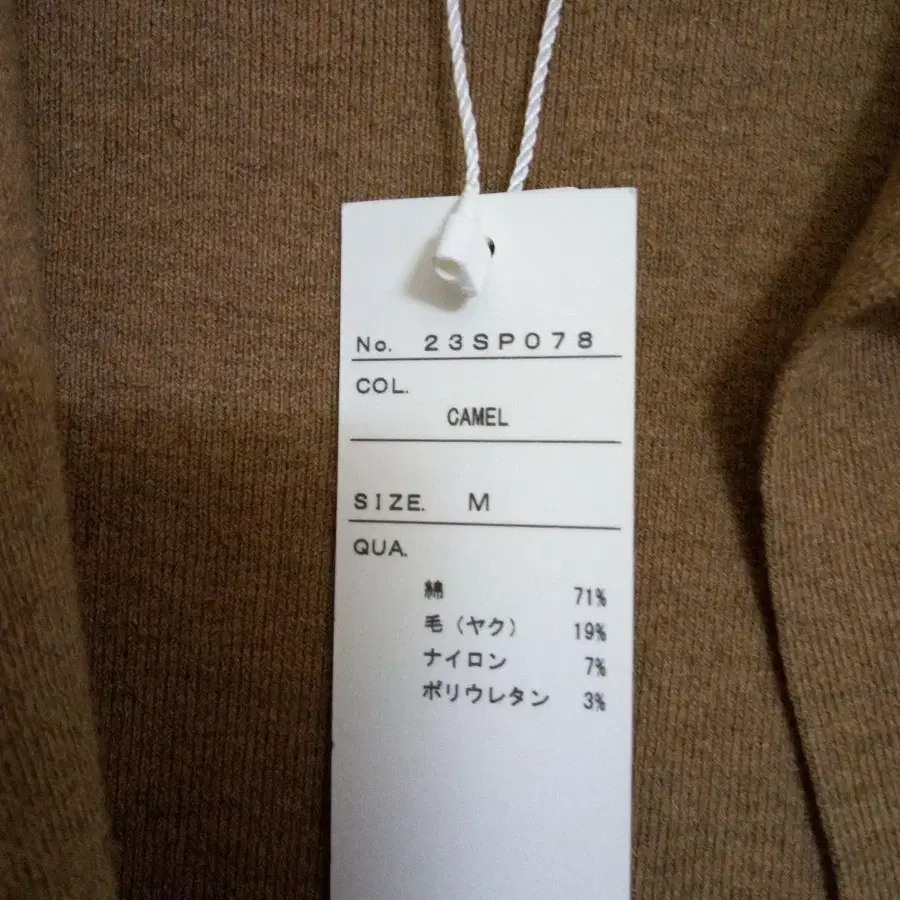 No. 23SP078
COL.
CAMEL
SIZE. M
QUA.
綿 71%
毛（ヤク） 19%
ナイロン 7%
ポリウレタン 3%